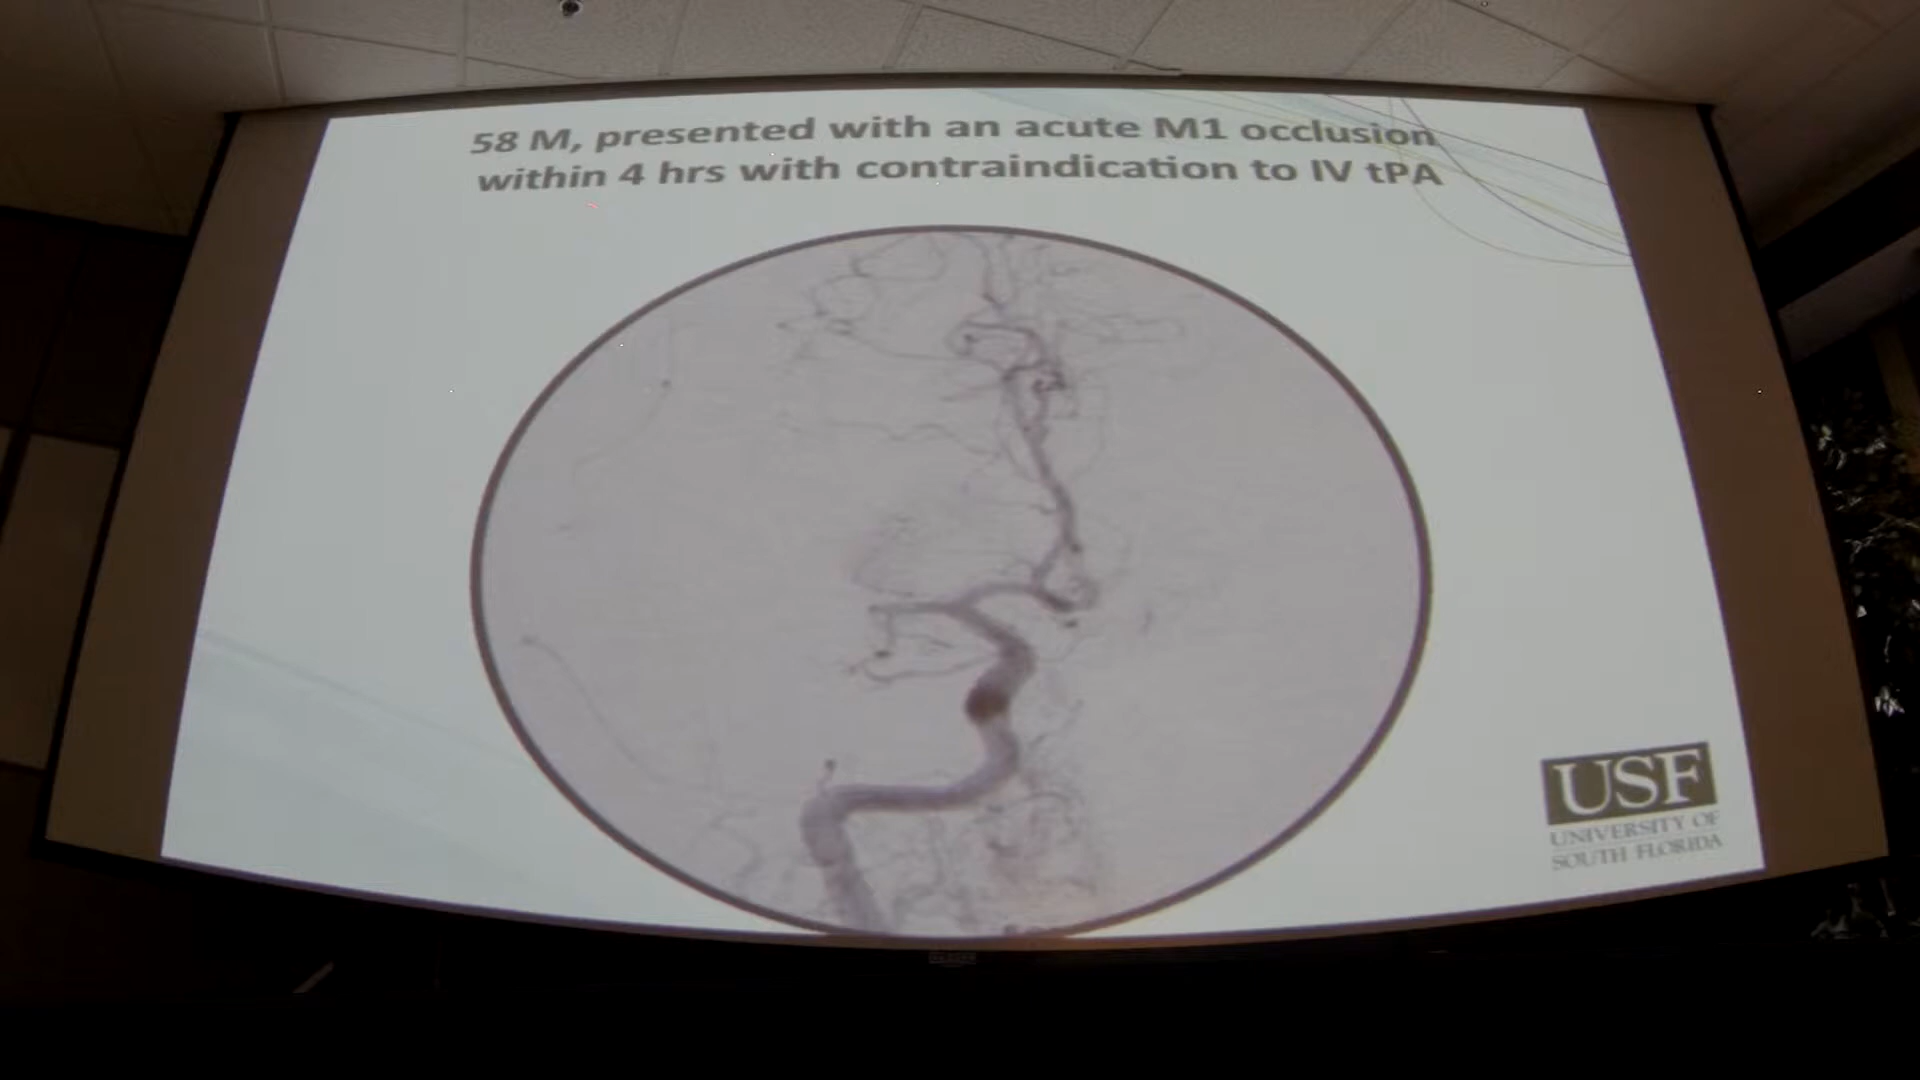 58 M, presented with an acute M1 occlusion
within 4 hrs with contraindication to IV tPA
USF
UNIVERSITY OF
SOUTH FLORIDA